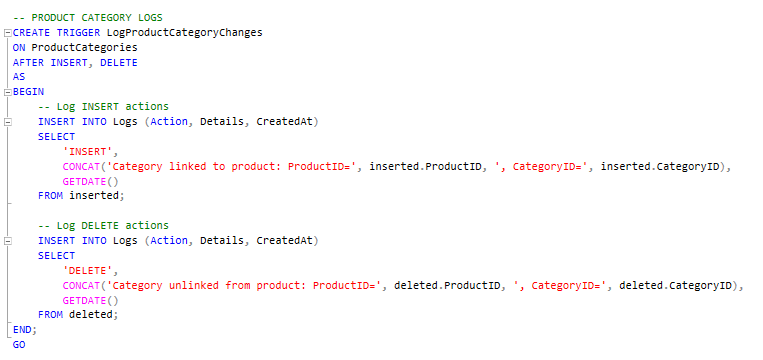 -- PRODUCT CATEGORY LOGS
CREATE TRIGGER LogProductCategoryChanges
ON ProductCategories
AFTER INSERT, DELETE
AS
BEGIN
    -- Log INSERT actions
    INSERT INTO Logs (Action, Details, CreatedAt)
    SELECT
        'INSERT',
        CONCAT('Category linked to product: ProductID=', inserted.ProductID, ', CategoryID=', inserted.CategoryID),
        GETDATE()
    FROM inserted;

    -- Log DELETE actions
    INSERT INTO Logs (Action, Details, CreatedAt)
    SELECT
        'DELETE',
        CONCAT('Category unlinked from product: ProductID=', deleted.ProductID, ', CategoryID=', deleted.CategoryID),
        GETDATE()
    FROM deleted;
END;
GO